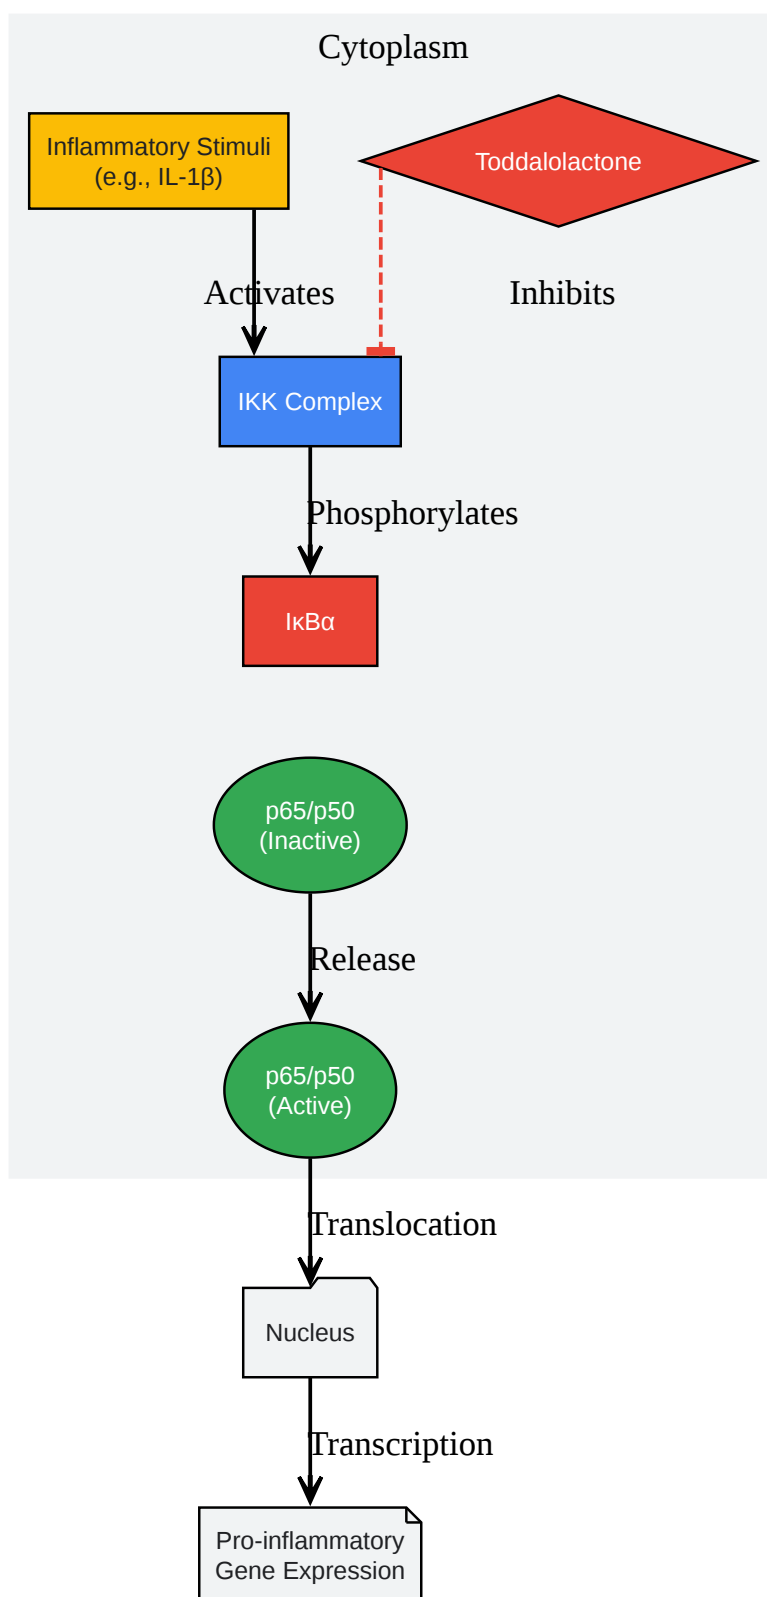 Cytoplasm
Inflammatory Stimuli
(e.g., IL-1β)
Toddalolactone
Activates
Inhibits
IKK Complex
Phosphorylates
IκBα
p65/p50
(Inactive)
Release
p65/p50
(Active)
Translocation
Nucleus
Transcription
Pro-inflammatory
Gene Expression